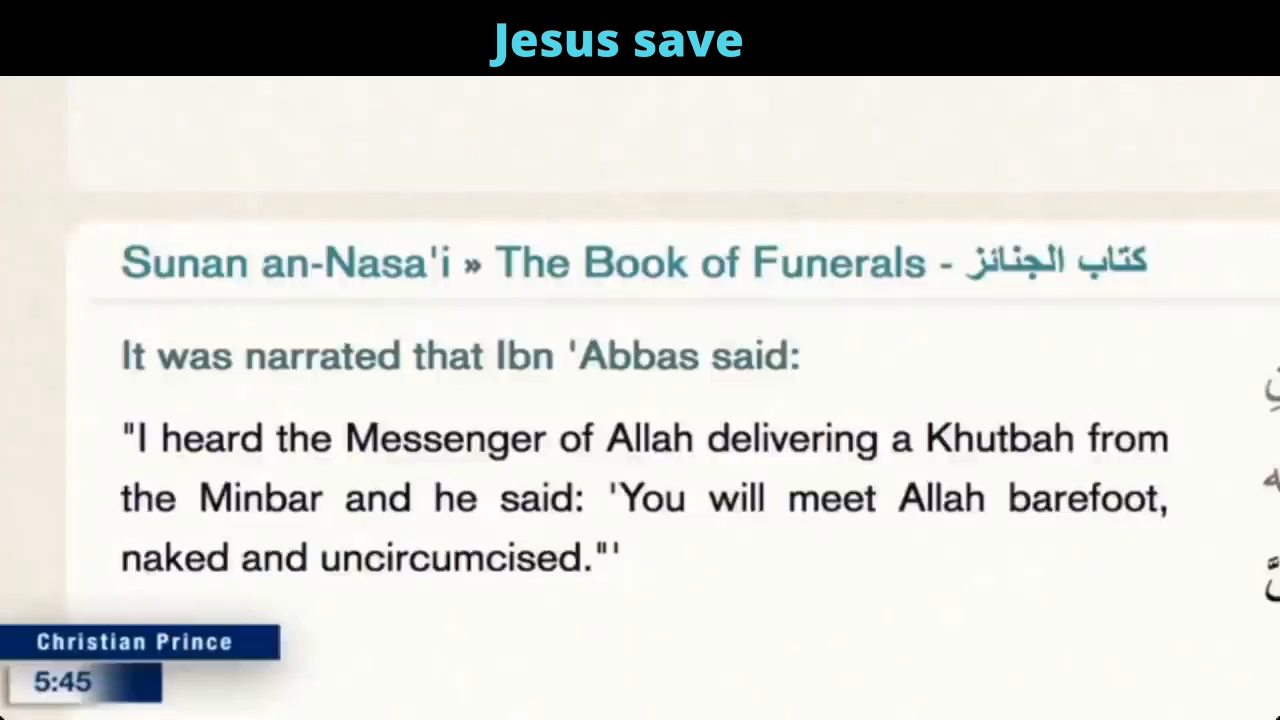 Jesus save
Sunan an-Nasa'i » The Book of Funerals - كتاب الجنائز
It was narrated that Ibn 'Abbas said:
"I heard the Messenger of Allah delivering a Khutbah from
the Minbar and he said: 'You will meet Allah barefoot,
naked and uncircumcised."'
Christian Prince
5:45